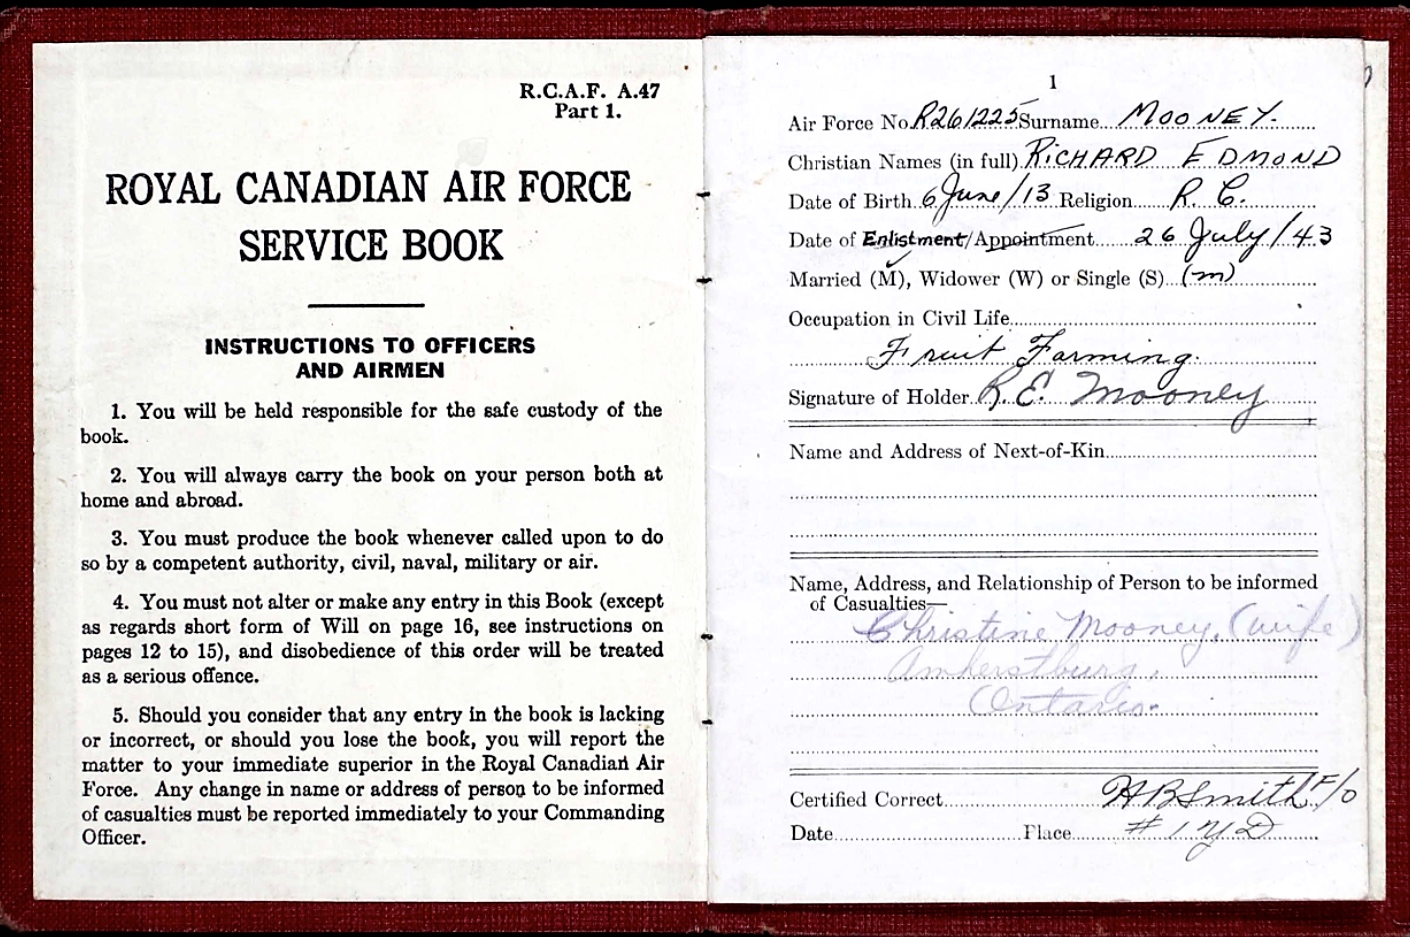 R.C.A.F. A.47
Part 1.
ROYAL CANADIAN AIR FORCE
SERVICE BOOK
INSTRUCTIONS TO OFFICERS
AND AIRMEN
1. You will be held responsible for the safe custody of the
book.
2. You will always carry the book on your person both at
home and abroad.
3. You must produce the book whenever called upon to do
so by a competent authority, civil, naval, military or air.
4. You must not alter or make any entry in this Book (except
as regards short form of Will on page 16, see instructions on
pages 12 to 15), and disobedience of this order will be treated
as a serious offence.
5. Should you consider that any entry in the book is lacking
or incorrect, or should you lose the book, you will report the
matter to your immediate superior in the Royal Canadian Air
Force. Any change in name or address of person to be informed
of casualties must be reported immediately to your Commanding
Officer.
1
Air Force No. R261225 Surname MOONEY.
Christian Names (in full) RICHARD EDMOND
Date of Birth 6 June/13 Religion R. C.
Date of Enlistment/Appointment 26 July/43
Married (M), Widower (W) or Single (S) (m)
Occupation in Civil Life
Fruit Farming.
Signature of Holder R. E. Mooney
Name and Address of Next-of-Kin
Name, Address, and Relationship of Person to be informed
of Casualties—
Christine Mooney. (wife)
Amherstburg,
Ontario.
Certified Correct HBSmith F/O
Date Place # 1 Y D